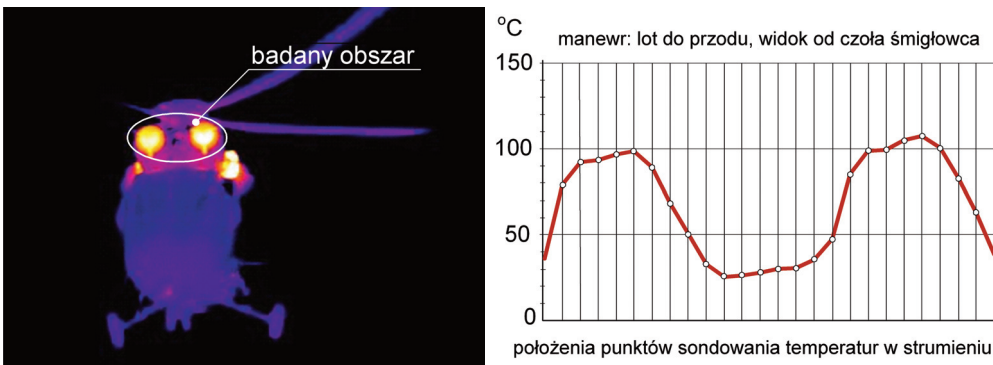 badany obszar
°C
manewr: lot do przodu, widok od czoła śmigłowca
150
100
50
0
położenia punktów sondowania temperatur w strumieniu